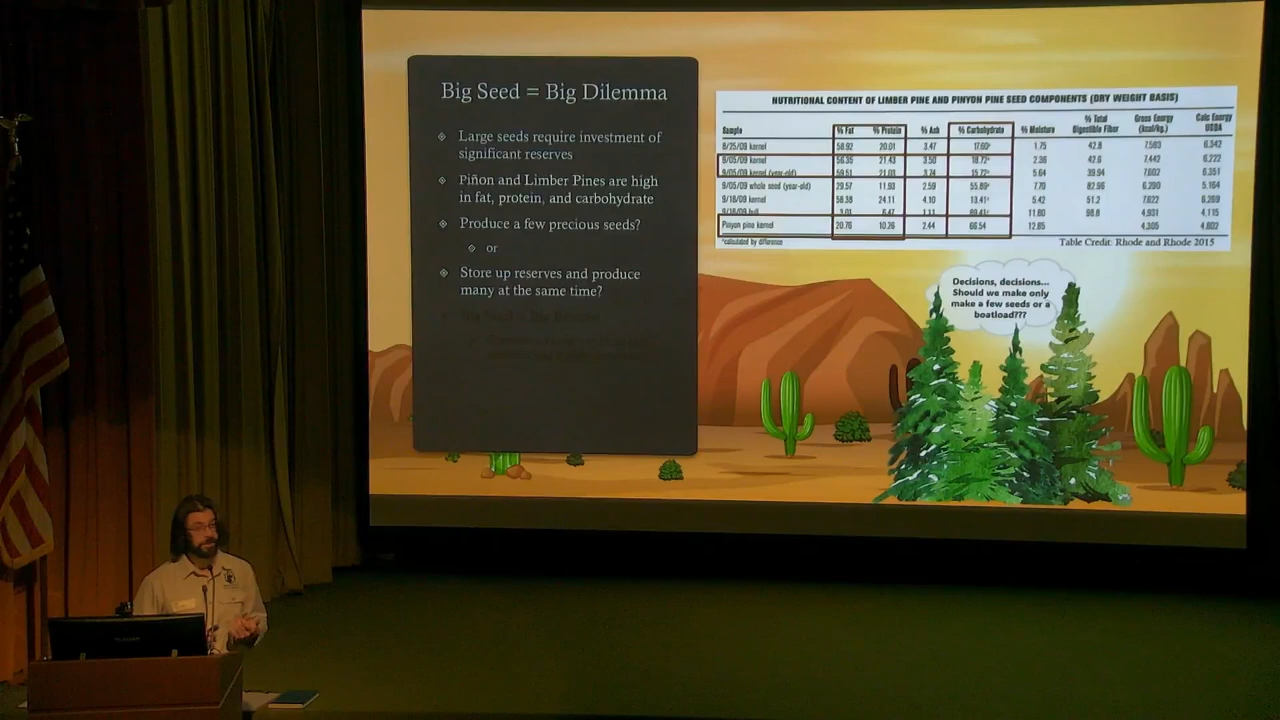 Big Seed = Big Dilemma
Large seeds require investment of
significant reserves
Piñon and Limber Pines are high
in fat, protein, and carbohydrate
Produce a few precious seeds?
or
Store up reserves and produce
many at the same time?
NUTRITIONAL CONTENT OF LIMBER PINE AND PINYON PINE SEED COMPONENTS (DRY WEIGHT BASIS)
Sample % Fat % Protein % Ash % Carbohydrate % Moisture % Total Digestible Fiber Gross Energy (kcal/kg.) Calc Energy USDA
8/25/09 kernel 58.92 20.01 3.47 17.60ᵃ 1.75 42.8 7,583 6,542
9/05/09 kernel 56.35 21.43 3.50 18.72ᵃ 2.36 42.6 7,442 6,222
9/05/09 kernel (year-old) 59.51 21.03 3.74 15.72ᵃ 5.64 39.94 7,602 6,351
9/05/09 whole seed (year-old) 29.57 11.93 2.59 55.89ᵃ 7.70 82.96 6,290 5,164
9/18/09 kernel 58.38 24.11 4.10 13.41ᵃ 5.42 51.2 7,622 6,269
9/18/09 hull 3.01 6.47 1.11 11.60 98.8 4,931 4,115
Pinyon pine kernel 20.76 10.26 2.44 66.54 12.85 4,305 4,802
ᵃcalculated by difference
Table Credit: Rhode and Rhode 2015
Decisions, decisions...
Should we make only
make a few seeds or a
boatload???